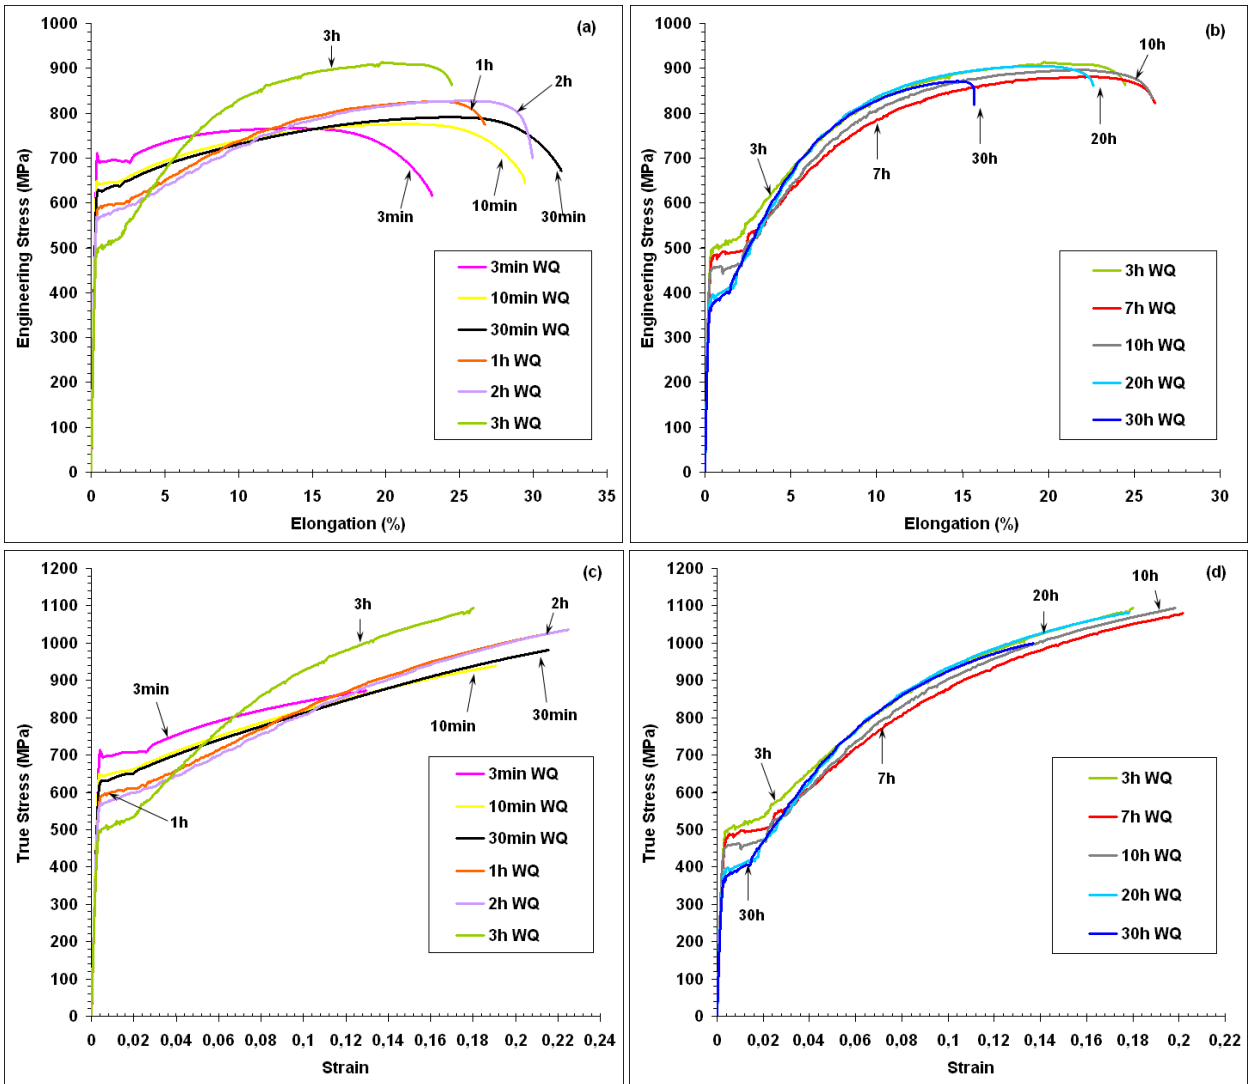 (a)
Engineering Stress (MPa)
1000
900
800
700
600
500
400
300
200
100
0
3h
1h
2h
3min
10min
30min
3min WQ
10min WQ
30min WQ
1h WQ
2h WQ
3h WQ
0 5 10 15 20 25 30 35
Elongation (%)
(b)
Engineering Stress (MPa)
1000
900
800
700
600
500
400
300
200
100
0
10h
3h
7h
30h
20h
3h WQ
7h WQ
10h WQ
20h WQ
30h WQ
0 5 10 15 20 25 30
Elongation (%)
(c)
True Stress (MPa)
1200
1100
1000
900
800
700
600
500
400
300
200
100
0
3h
2h
3min
10min
30min
1h
3min WQ
10min WQ
30min WQ
1h WQ
2h WQ
3h WQ
0 0,02 0,04 0,06 0,08 0,1 0,12 0,14 0,16 0,18 0,2 0,22 0,24
Strain
(d)
True Stress (MPa)
1200
1100
1000
900
800
700
600
500
400
300
200
100
0
10h
20h
3h
7h
30h
3h WQ
7h WQ
10h WQ
20h WQ
30h WQ
0 0,02 0,04 0,06 0,08 0,1 0,12 0,14 0,16 0,18 0,2 0,22
Strain